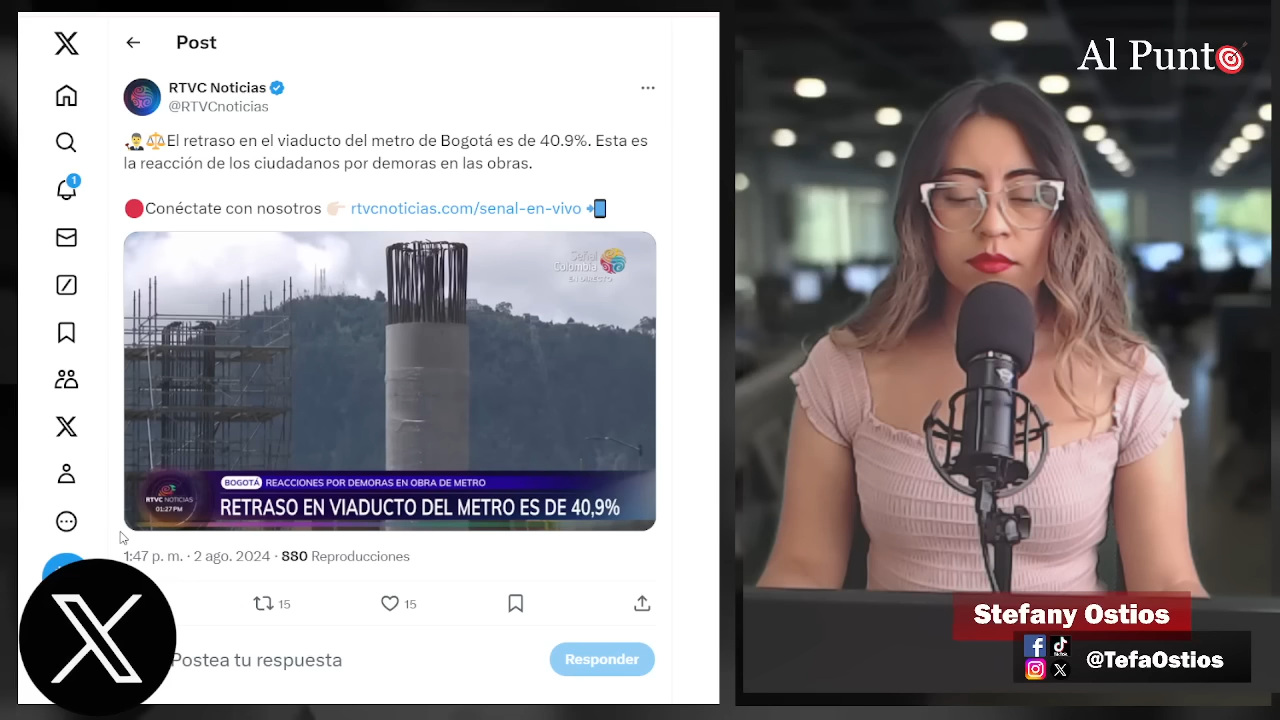 Post
RTVC Noticias
@RTVCnoticias
El retraso en el viaducto del metro de Bogotá es de 40.9%. Esta es
la reacción de los ciudadanos por demoras en las obras.
Conéctate con nosotros 👉🏻 rtvcnoticias.com/senal-en-vivo
1
Señal
Colombia
EN DIRECTO
RTVC NOTICIAS
01:27 PM
BOGOTÁ REACCIONES POR DEMORAS EN OBRA DE METRO
RETRASO EN VIADUCTO DEL METRO ES DE 40,9%
1:47 p. m. · 2 ago. 2024 · 880 Reproducciones
15
15
Postea tu respuesta
Responder
Al Punto
Stefany Ostios
@TefaOstios